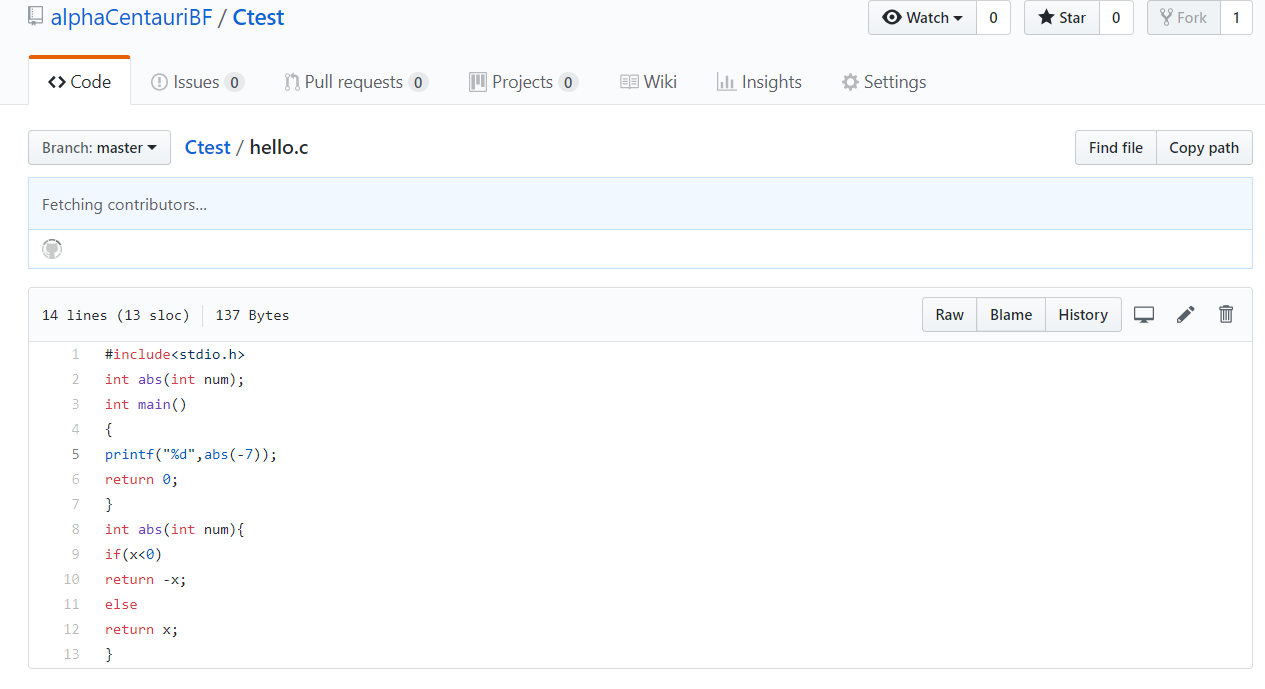 alphaCentauriBF / Ctest
Watch 0 Star 0 Fork 1
Code Issues 0 Pull requests 0 Projects 0 Wiki Insights Settings
Branch: master Ctest / hello.c Find file Copy path
Fetching contributors...
14 lines (13 sloc) 137 Bytes Raw Blame History
1 #include<stdio.h>
2 int abs(int num);
3 int main()
4 {
5 printf("%d",abs(-7));
6 return 0;
7 }
8 int abs(int num){
9 if(x<0)
10 return -x;
11 else
12 return x;
13 }